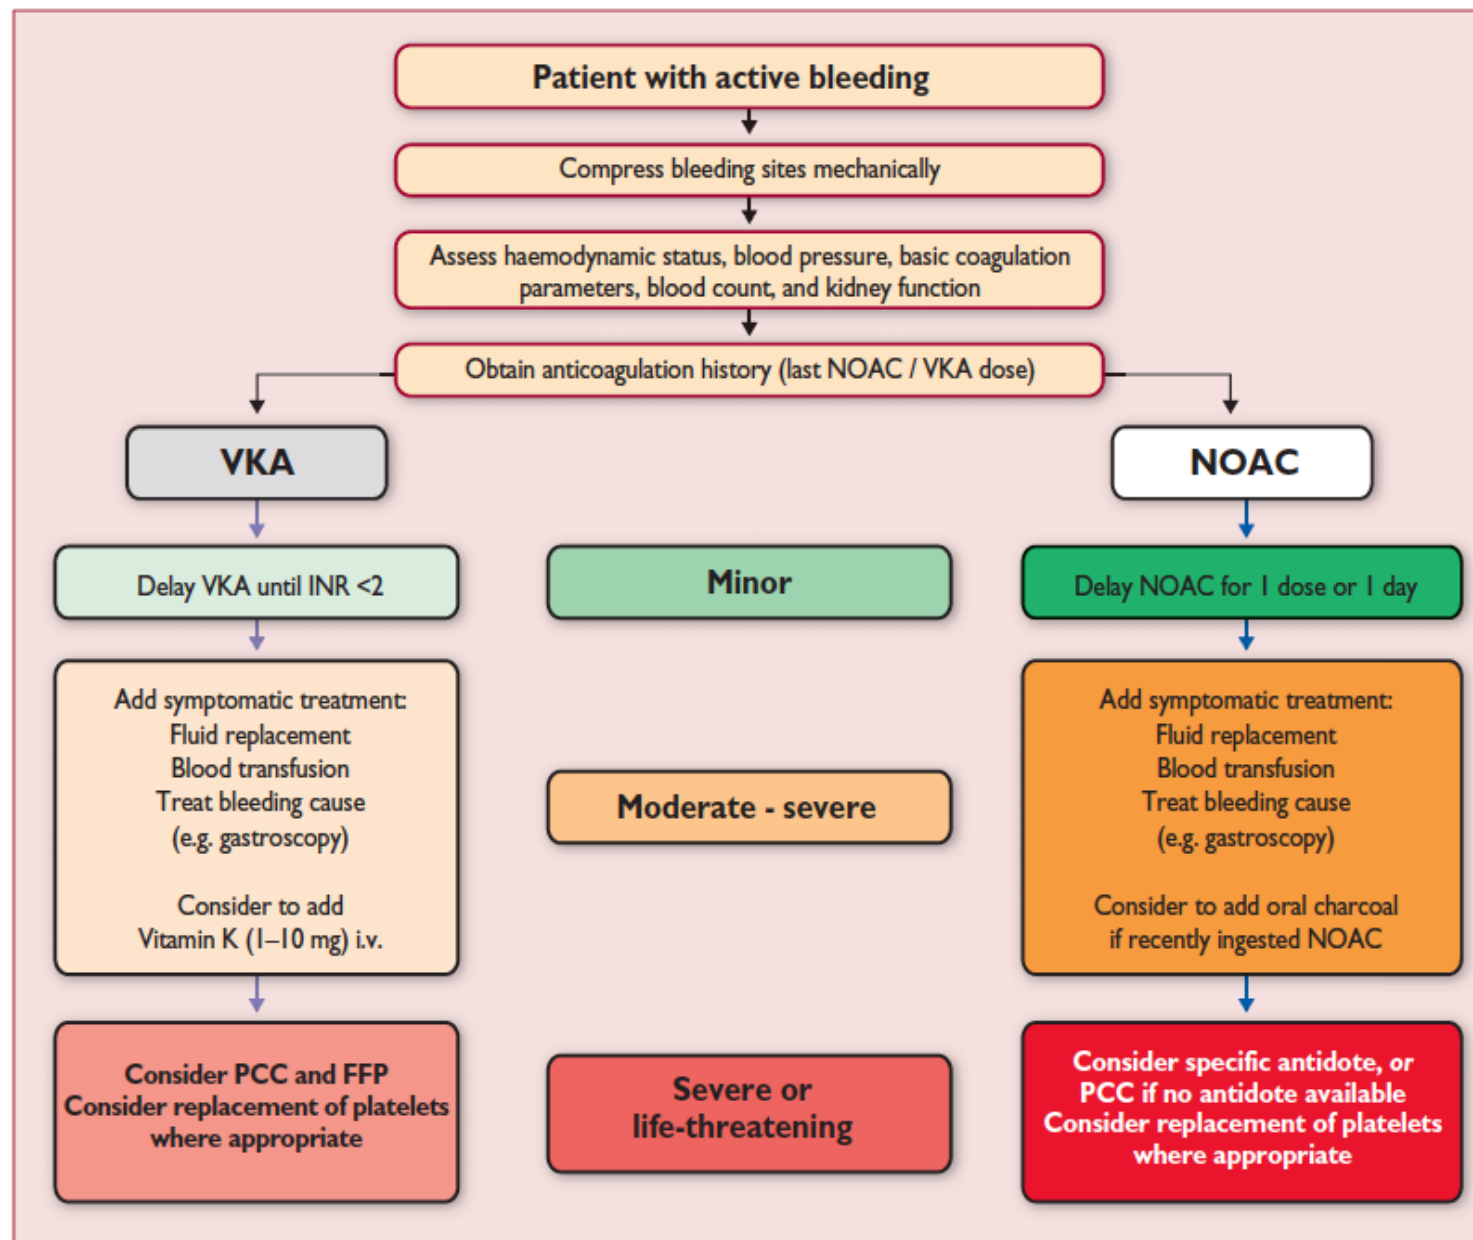 Patient with active bleeding
Compress bleeding sites mechanically
Assess haemodynamic status, blood pressure, basic coagulation
parameters, blood count, and kidney function
Obtain anticoagulation history (last NOAC / VKA dose)
VKA
NOAC
Delay VKA until INR <2
Minor
Delay NOAC for 1 dose or 1 day
Add symptomatic treatment:
Fluid replacement
Blood transfusion
Treat bleeding cause
(e.g. gastroscopy)
Consider to add
Vitamin K (1–10 mg) i.v.
Moderate - severe
Add symptomatic treatment:
Fluid replacement
Blood transfusion
Treat bleeding cause
(e.g. gastroscopy)
Consider to add oral charcoal
if recently ingested NOAC
Consider PCC and FFP
Consider replacement of platelets
where appropriate
Severe or
life-threatening
Consider specific antidote, or
PCC if no antidote available
Consider replacement of platelets
where appropriate